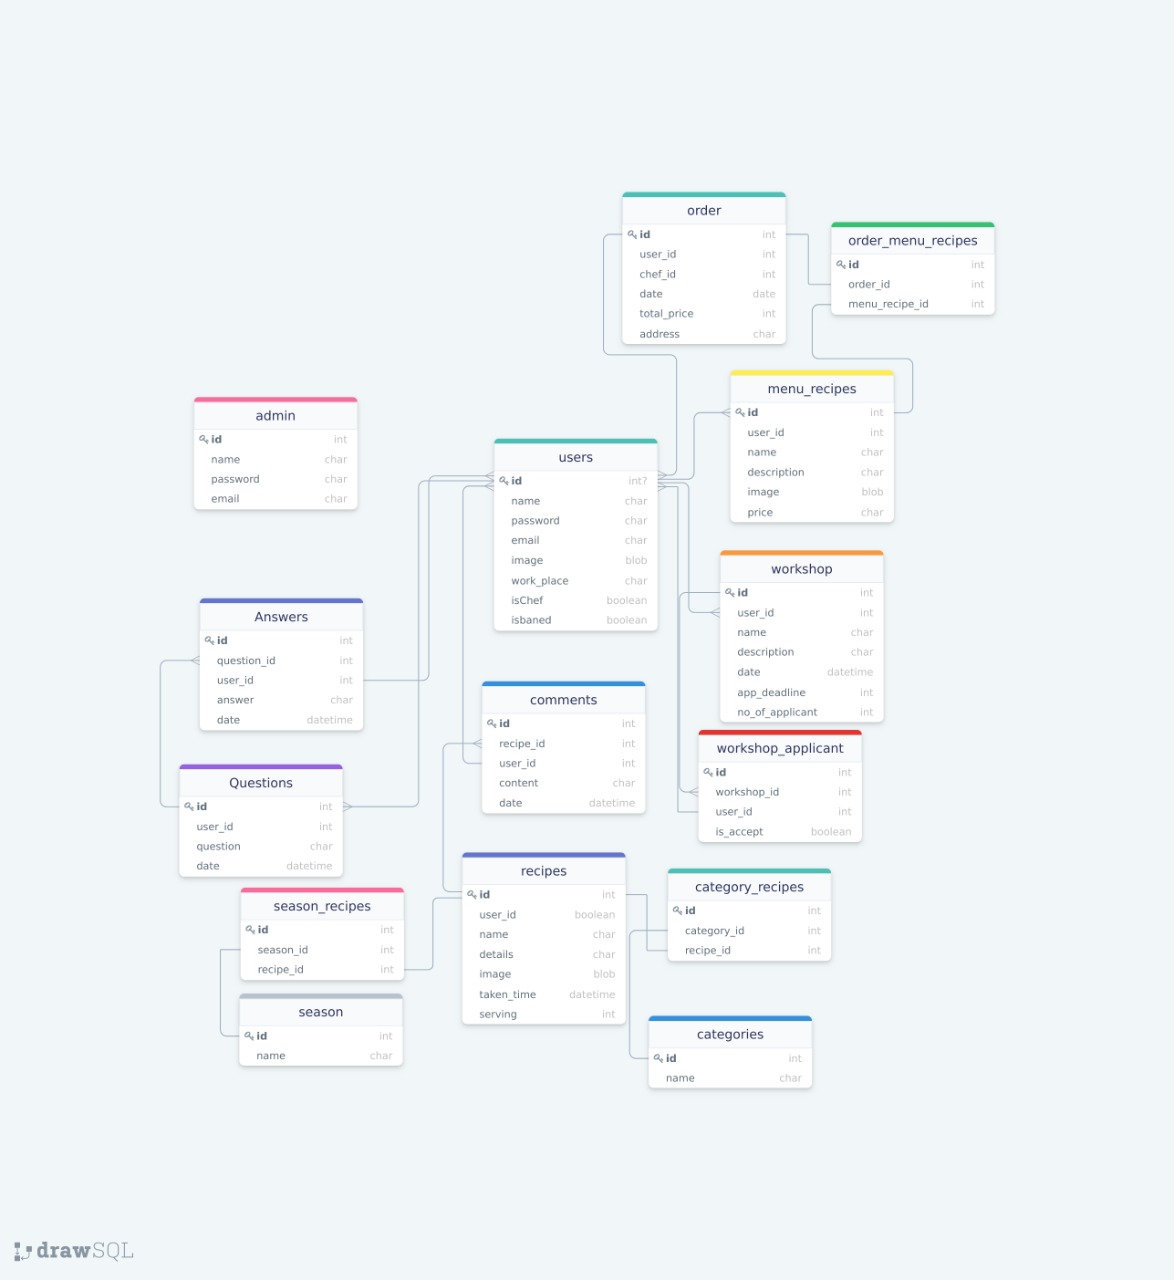 order
id int
user_id int
chef_id int
date date
total_price int
address char
order_menu_recipes
id int
order_id int
menu_recipe_id int
menu_recipes
id int
user_id int
name char
description char
image blob
price char
admin
id int
name char
password char
email char
users
id int?
name char
password char
email char
image blob
work_place char
isChef boolean
isbaned boolean
workshop
id int
user_id int
name char
description char
date datetime
app_deadline int
no_of_applicant int
Answers
id int
question_id int
user_id int
answer char
date datetime
comments
id int
recipe_id int
user_id int
content char
date datetime
workshop_applicant
id int
workshop_id int
user_id int
is_accept boolean
Questions
id int
user_id int
question char
date datetime
recipes
id int
user_id boolean
name char
details char
image blob
taken_time datetime
serving int
category_recipes
id int
category_id int
recipe_id int
season_recipes
id int
season_id int
recipe_id int
season
id int
name char
categories
id int
name char
drawSQL